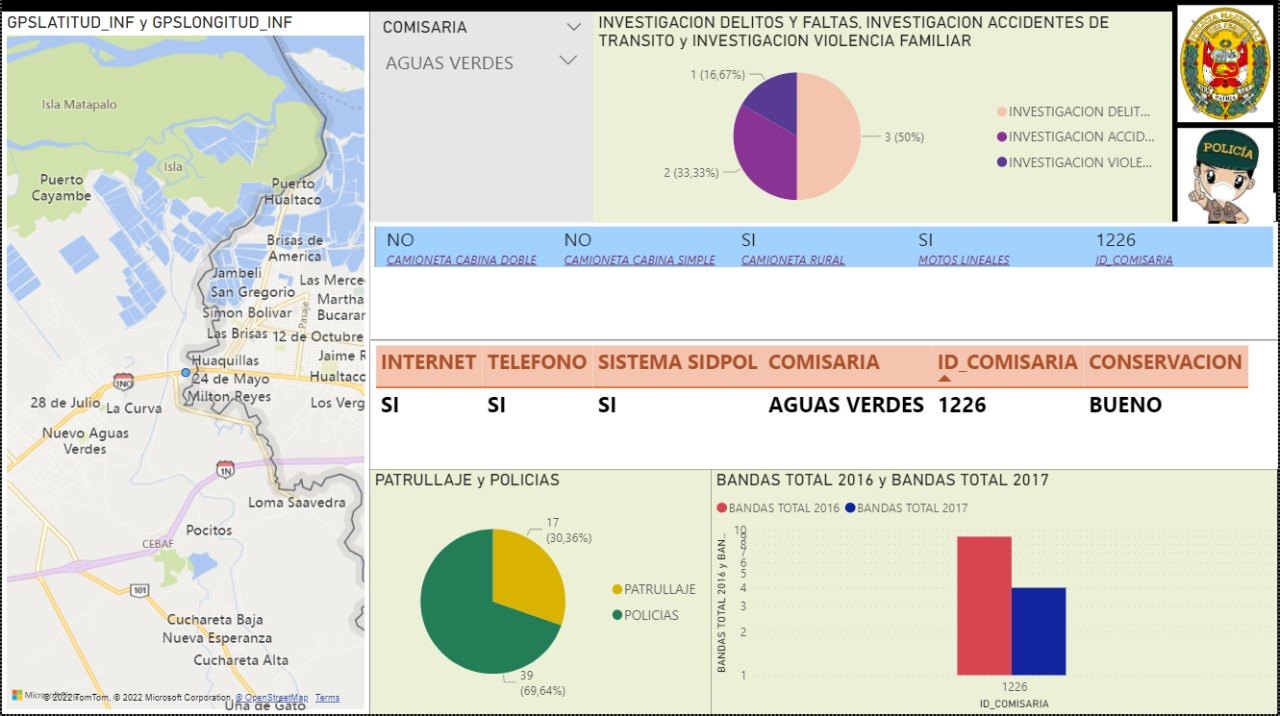 GPSLATITUD_INF y GPSLONGITUD_INF
Isla Matapalo
Isla
Puerto
Cayambe
Puerto
Hualtaco
Brisas de
America
Jambeli
Las Merce
San Gregorio
Martha
Bucarar
Simon Bolivar
Pasaje
Las Brisas
12 de Octubre
Huaquillas
Jaime R
24 de Mayo
Hualtaco
Milton Reyes
1NO
28 de Julio
La Curva
Los Verg
Nuevo Aguas
Verdes
1N
Loma Saavedra
Pocitos
CEBAF
101
Cuchareta Baja
Nueva Esperanza
Cuchareta Alta
Uña de Gato
© 2022 TomTom, © 2022 Microsoft Corporation, © OpenStreetMap Terms
COMISARIA
AGUAS VERDES
INVESTIGACION DELITOS Y FALTAS, INVESTIGACION ACCIDENTES DE
TRANSITO y INVESTIGACION VIOLENCIA FAMILIAR
1 (16,67%)
3 (50%)
2 (33,33%)
INVESTIGACION DELIT...
INVESTIGACION ACCID...
INVESTIGACION VIOLE...
POLICÍA
NO NO SI SI 1226
CAMIONETA CABINA DOBLE CAMIONETA CABINA SIMPLE CAMIONETA RURAL MOTOS LINEALES ID_COMISARIA
INTERNET TELEFONO SISTEMA SIDPOL COMISARIA ID_COMISARIA CONSERVACION
SI SI SI AGUAS VERDES 1226 BUENO
PATRULLAJE y POLICIAS
17
(30,36%)
PATRULLAJE
POLICIAS
39
(69,64%)
BANDAS TOTAL 2016 y BANDAS TOTAL 2017
BANDAS TOTAL 2016 BANDAS TOTAL 2017
BANDAS TOTAL 2016 y BAN...
10
9
8
7
6
5
4
3
2
1
1226
ID_COMISARIA